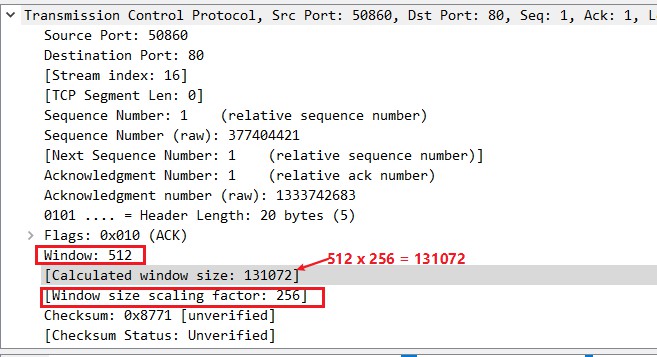 Transmission Control Protocol, Src Port: 50860, Dst Port: 80, Seq: 1, Ack: 1, L
Source Port: 50860
Destination Port: 80
[Stream index: 16]
[TCP Segment Len: 0]
Sequence Number: 1    (relative sequence number)
Sequence Number (raw): 377404421
[Next Sequence Number: 1    (relative sequence number)]
Acknowledgment Number: 1    (relative ack number)
Acknowledgment number (raw): 1333742683
0101 .... = Header Length: 20 bytes (5)
Flags: 0x010 (ACK)
Window: 512
512 x 256 = 131072
[Calculated window size: 131072]
[Window size scaling factor: 256]
Checksum: 0x8771 [unverified]
[Checksum Status: Unverified]